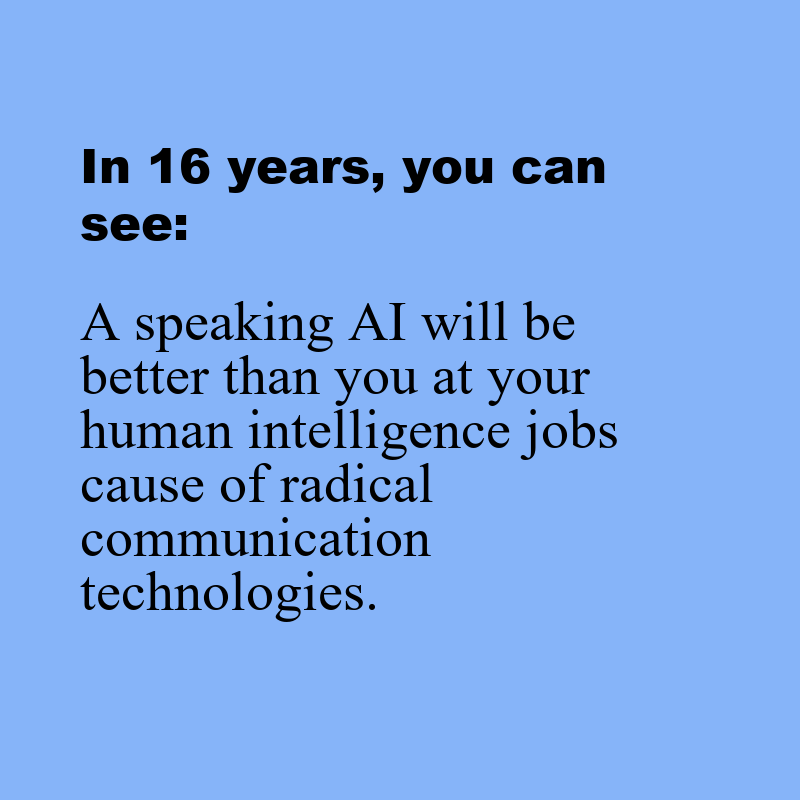 In 16 years, you can
see:
A speaking AI will be
better than you at your
human intelligence jobs
cause of radical
communication
technologies.